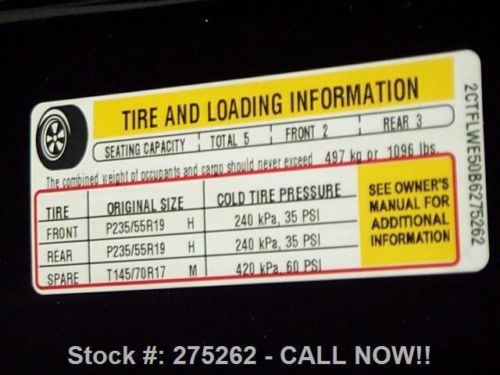 TIRE AND LOADING INFORMATION
SEATING CAPACITY TOTAL 5 FRONT 2 REAR 3
The combined weight of occupants and cargo should never exceed 497 kg or 1096 lbs.
TIRE ORIGINAL SIZE COLD TIRE PRESSURE
FRONT P235/55R19 H 240 kPa, 35 PSI
REAR P235/55R19 H 240 kPa, 35 PSI
SPARE T145/70R17 M 420 kPa, 60 PSI
SEE OWNER'S
MANUAL FOR
ADDITIONAL
INFORMATION
2CTFLWE50B6275262
Stock #: 275262 - CALL NOW!!